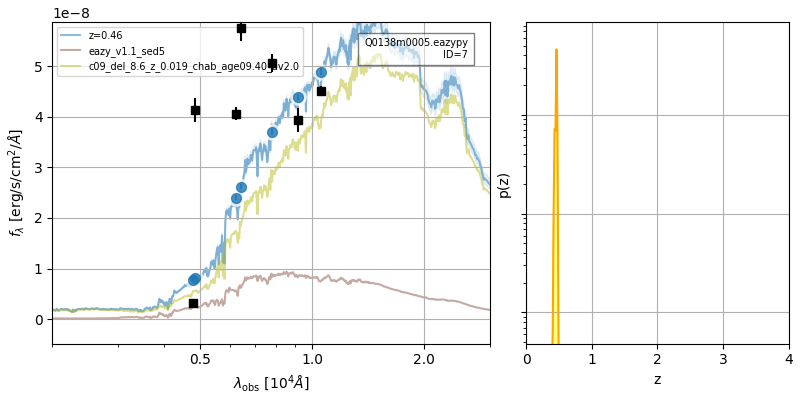 1e−8
z=0.46
eazy_v1.1_sed5
c09_del_8.6_z_0.019_chab_age09.40_av2.0
Q0138m0005.eazypy
ID=7
5
4
3
2
1
0
f_λ [erg/s/cm²/Å]
0.5 1.0 2.0
λ_obs [10⁴Å]
p(z)
0 1 2 3 4
z